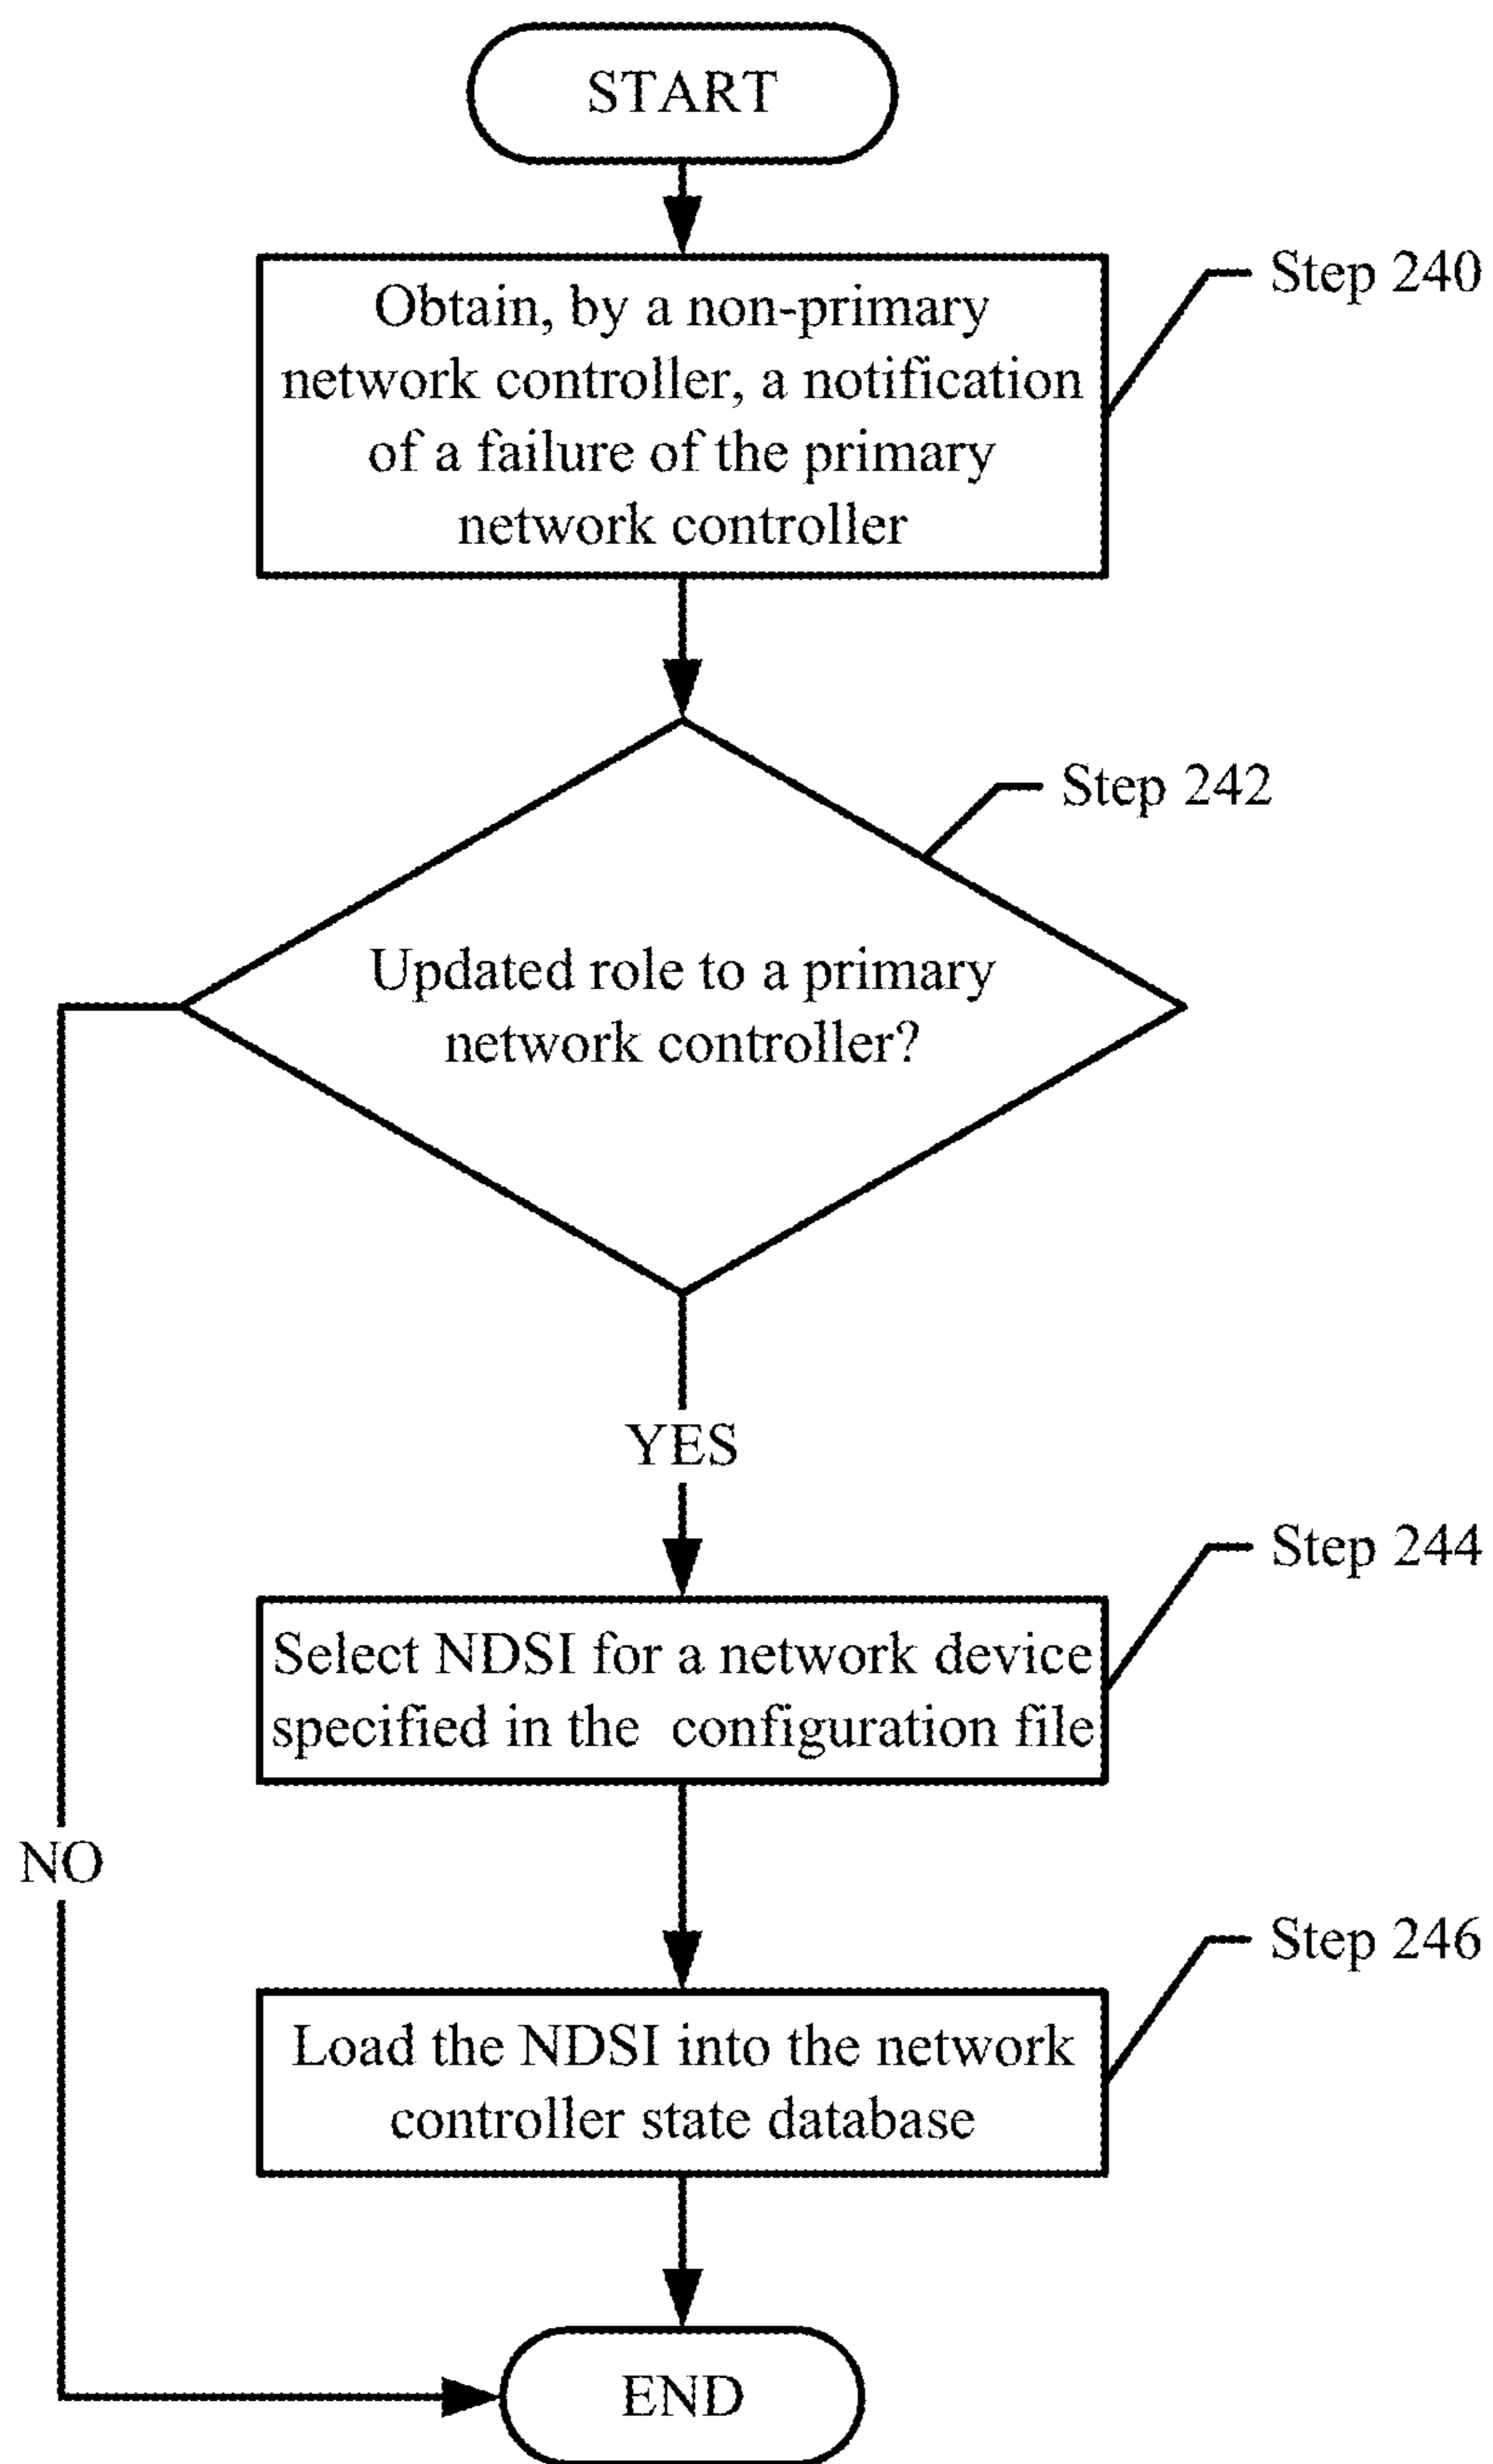 START
Obtain, by a non-primary
network controller, a notification
of a failure of the primary
network controller
Step 240
Step 242
Updated role to a primary
network controller?
YES
Step 244
Select NDSI for a network device
specified in the configuration file
NO
Step 246
Load the NDSI into the network
controller state database
END